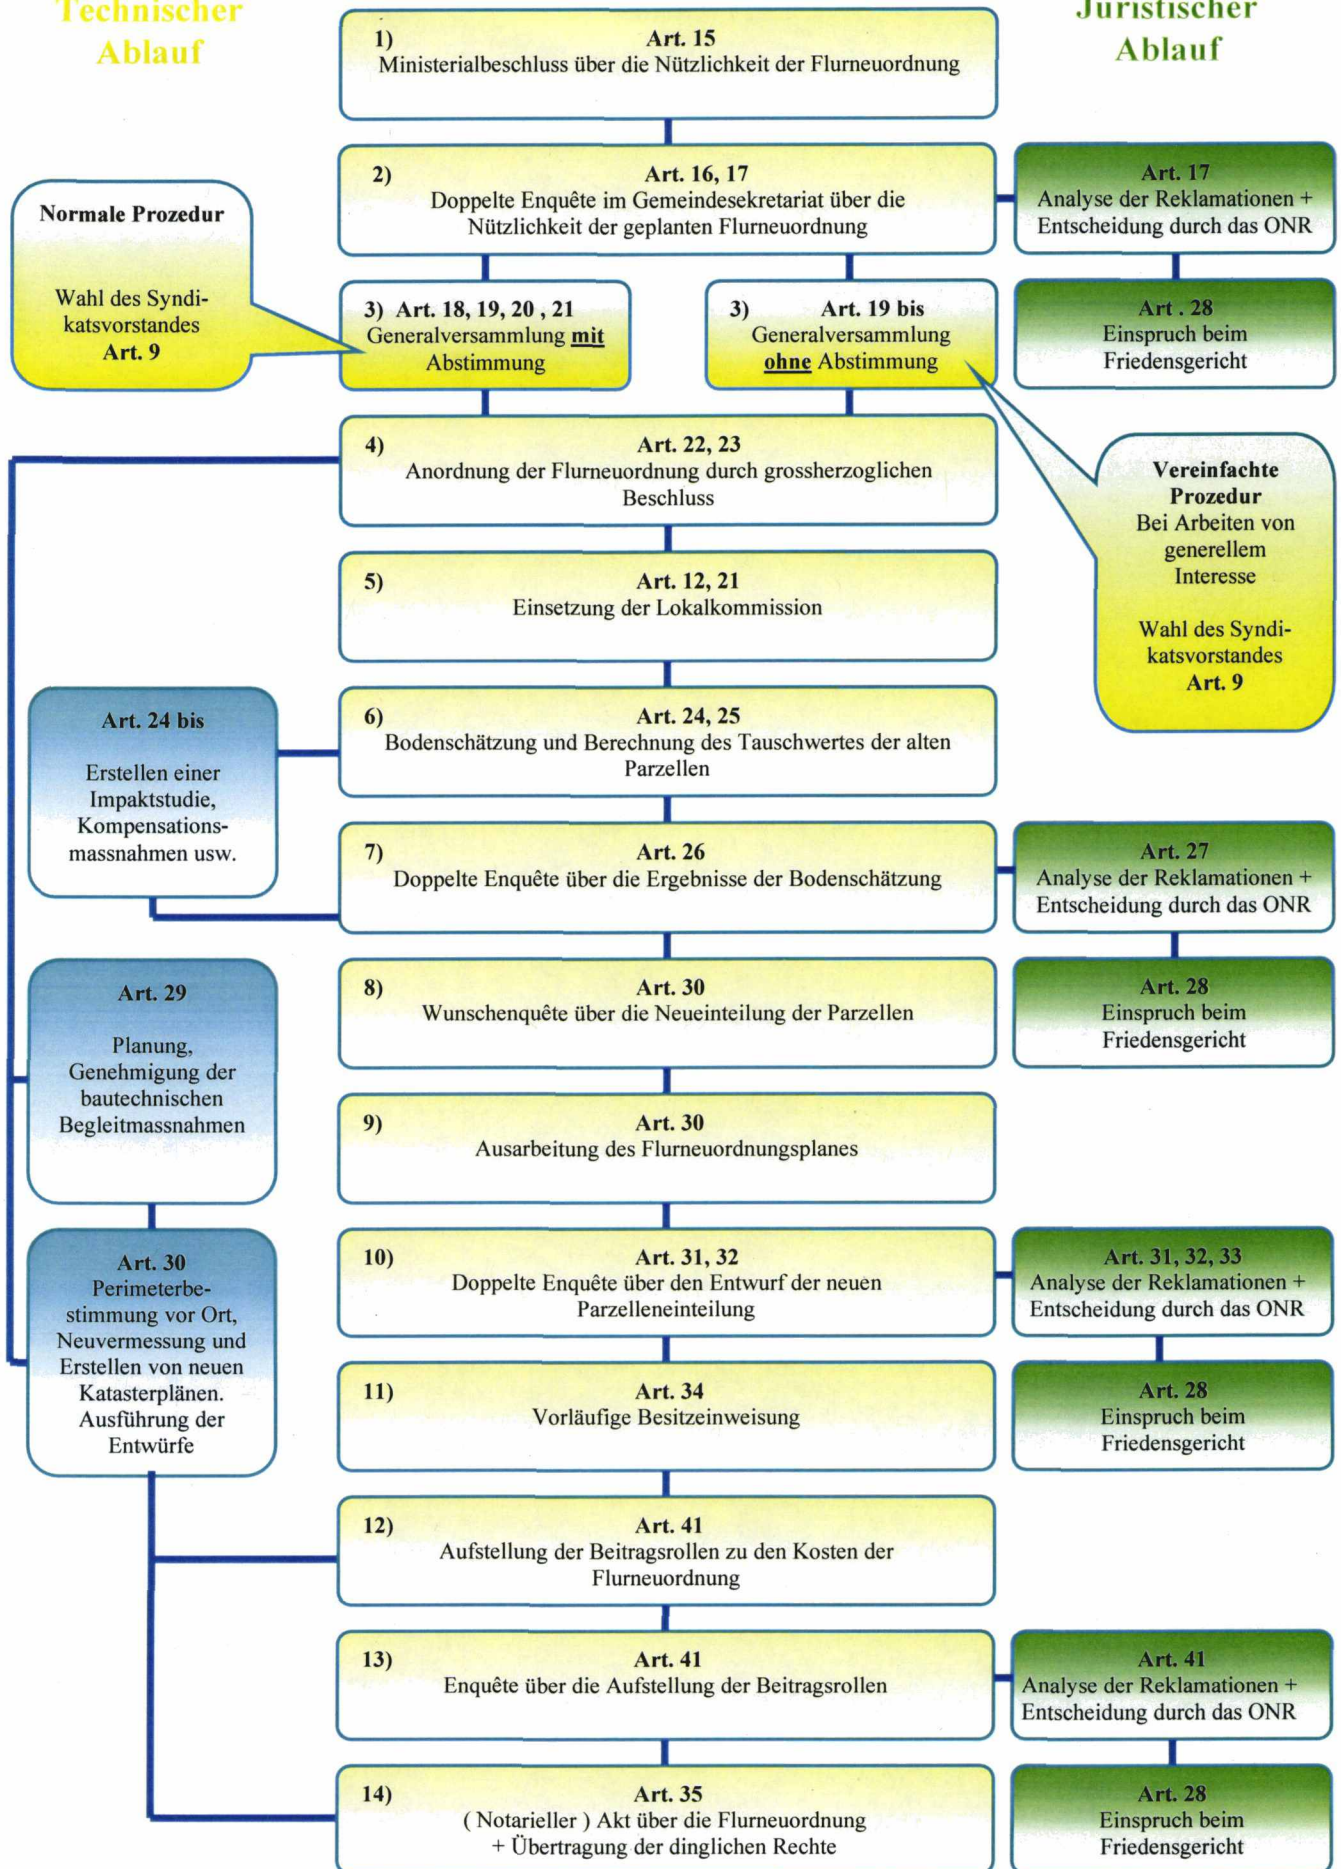 Technischer
Ablauf
Juristischer
Ablauf
1) Art. 15
Ministerialbeschluss über die Nützlichkeit der Flurneuordnung
2) Art. 16, 17
Doppelte Enquête im Gemeindesekretariat über die
Nützlichkeit der geplanten Flurneuordnung
Art. 17
Analyse der Reklamationen +
Entscheidung durch das ONR
Normale Prozedur
Wahl des Syndi-
katsvorstandes
Art. 9
3) Art. 18, 19, 20 , 21
Generalversammlung mit
Abstimmung
3) Art. 19 bis
Generalversammlung
ohne Abstimmung
Art . 28
Einspruch beim
Friedensgericht
4) Art. 22, 23
Anordnung der Flurneuordnung durch grossherzoglichen
Beschluss
Vereinfachte
Prozedur
Bei Arbeiten von
generellem
Interesse
Wahl des Syndi-
katsvorstandes
Art. 9
5) Art. 12, 21
Einsetzung der Lokalkommission
Art. 24 bis
Erstellen einer
Impaktstudie,
Kompensations-
massnahmen usw.
6) Art. 24, 25
Bodenschätzung und Berechnung des Tauschwertes der alten
Parzellen
7) Art. 26
Doppelte Enquête über die Ergebnisse der Bodenschätzung
Art. 27
Analyse der Reklamationen +
Entscheidung durch das ONR
Art. 29
Planung,
Genehmigung der
bautechnischen
Begleitmassnahmen
8) Art. 30
Wunschenquête über die Neueinteilung der Parzellen
Art. 28
Einspruch beim
Friedensgericht
9) Art. 30
Ausarbeitung des Flurneuordnungsplanes
Art. 30
Perimeterbe-
stimmung vor Ort,
Neuvermessung und
Erstellen von neuen
Katasterplänen.
Ausführung der
Entwürfe
10) Art. 31, 32
Doppelte Enquête über den Entwurf der neuen
Parzelleneinteilung
Art. 31, 32, 33
Analyse der Reklamationen +
Entscheidung durch das ONR
11) Art. 34
Vorläufige Besitzeinweisung
Art. 28
Einspruch beim
Friedensgericht
12) Art. 41
Aufstellung der Beitragsrollen zu den Kosten der
Flurneuordnung
13) Art. 41
Enquête über die Aufstellung der Beitragsrollen
Art. 41
Analyse der Reklamationen +
Entscheidung durch das ONR
14) Art. 35
( Notarieller ) Akt über die Flurneuordnung
+ Übertragung der dinglichen Rechte
Art. 28
Einspruch beim
Friedensgericht